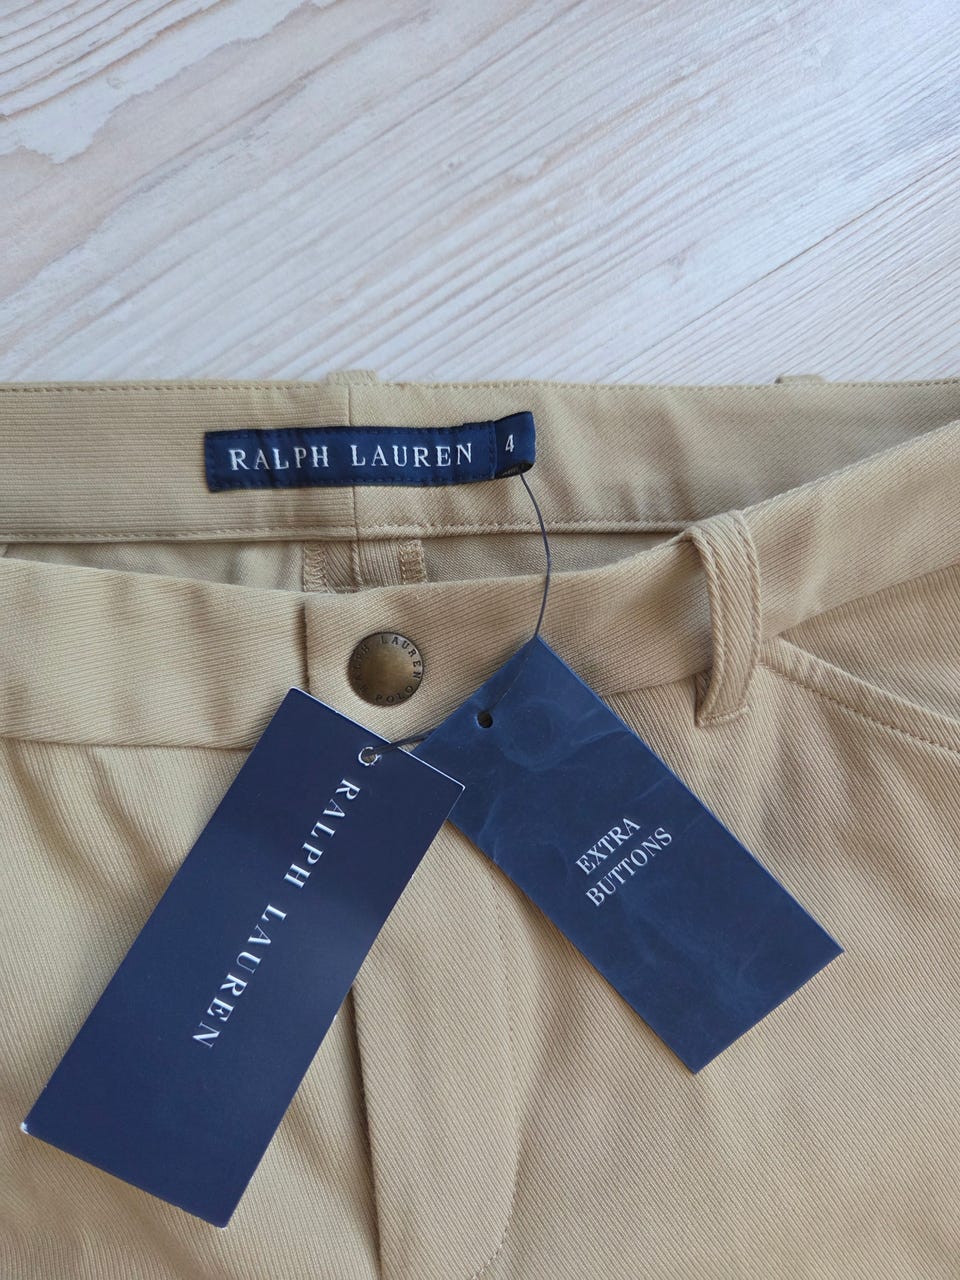 RALPH LAUREN 4
RALPH LAUREN
POLO
RALPH LAUREN
EXTRA
BUTTONS